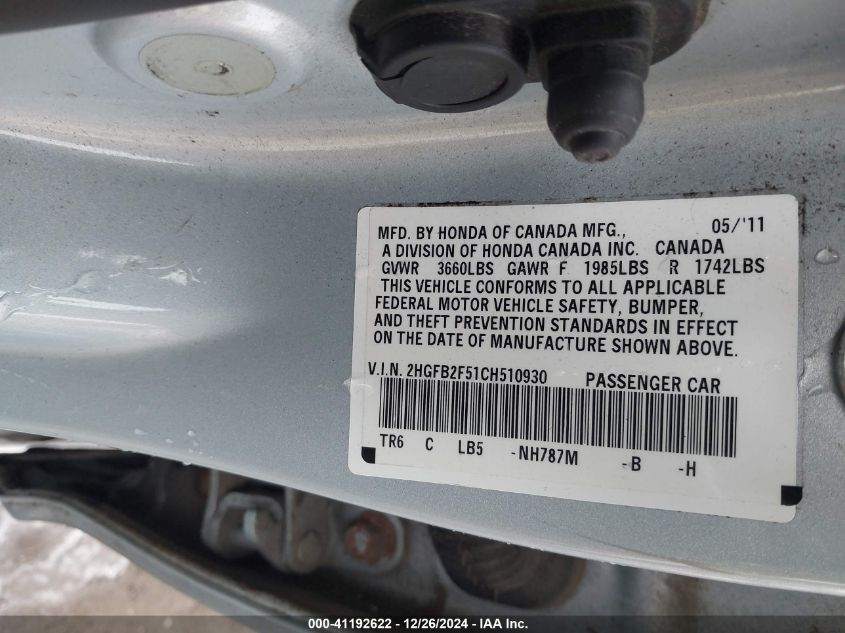 MFD. BY HONDA OF CANADA MFG., 05/'11
A DIVISION OF HONDA CANADA INC. CANADA
GVWR 3660LBS GAWR F 1985LBS R 1742LBS
THIS VEHICLE CONFORMS TO ALL APPLICABLE
FEDERAL MOTOR VEHICLE SAFETY, BUMPER,
AND THEFT PREVENTION STANDARDS IN EFFECT
ON THE DATE OF MANUFACTURE SHOWN ABOVE.
V.I.N. 2HGFB2F51CH510930 PASSENGER CAR
TR6 C LB5 -NH787M -B -H
000-41192622 – 12/26/2024 – IAA Inc.